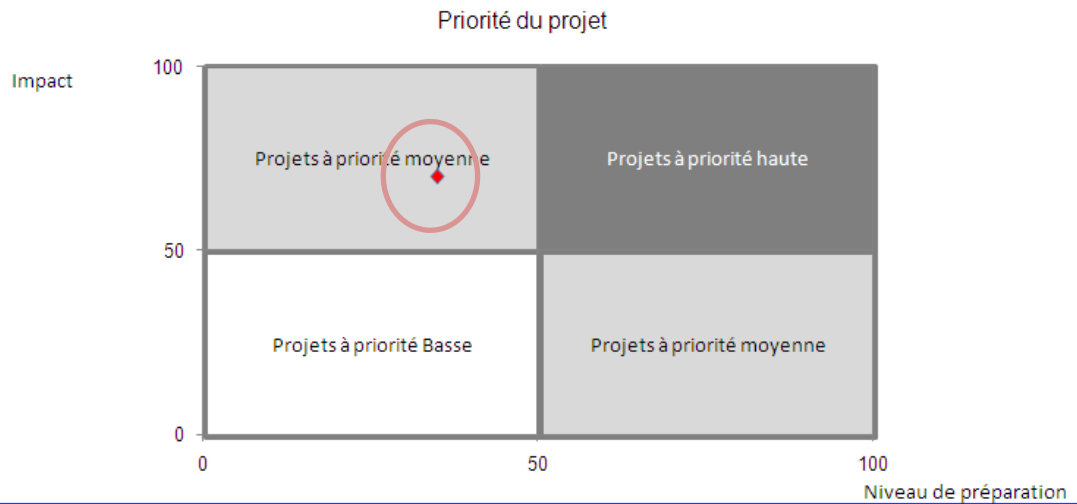 Priorité du projet
Impact
100
Projets à priorité moyenne
Projets à priorité haute
50
Projets à priorité Basse
Projets à priorité moyenne
0
0
50
100
Niveau de préparation